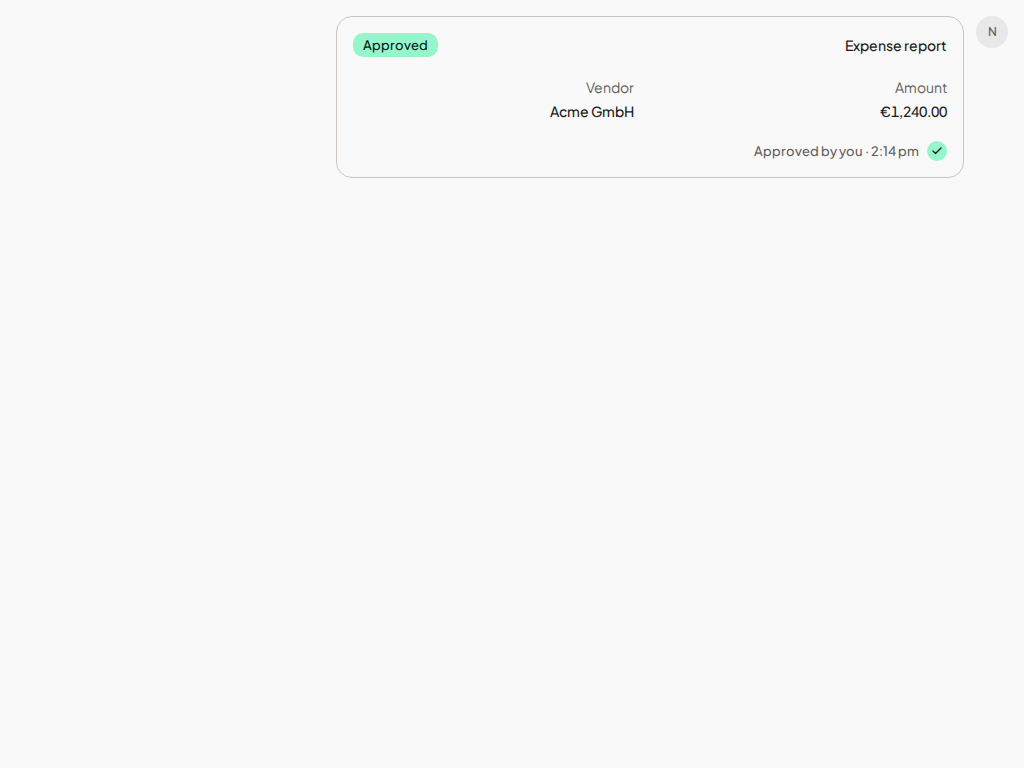 Approved
Expense report
N
Vendor
Amount
Acme GmbH
€1,240.00
Approved by you · 2:14 pm